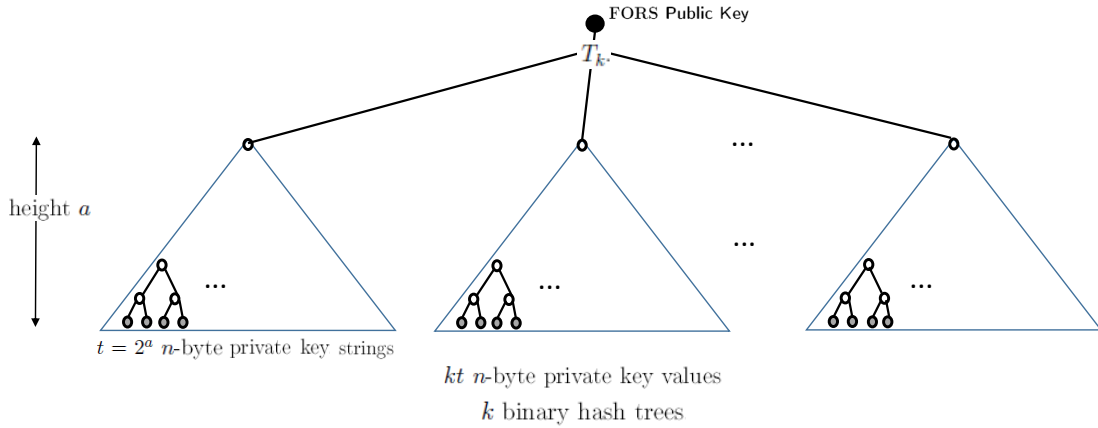 FORS Public Key
T_k.
...
height a
...
... ... ...
t = 2^a n-byte private key strings
kt n-byte private key values
k binary hash trees